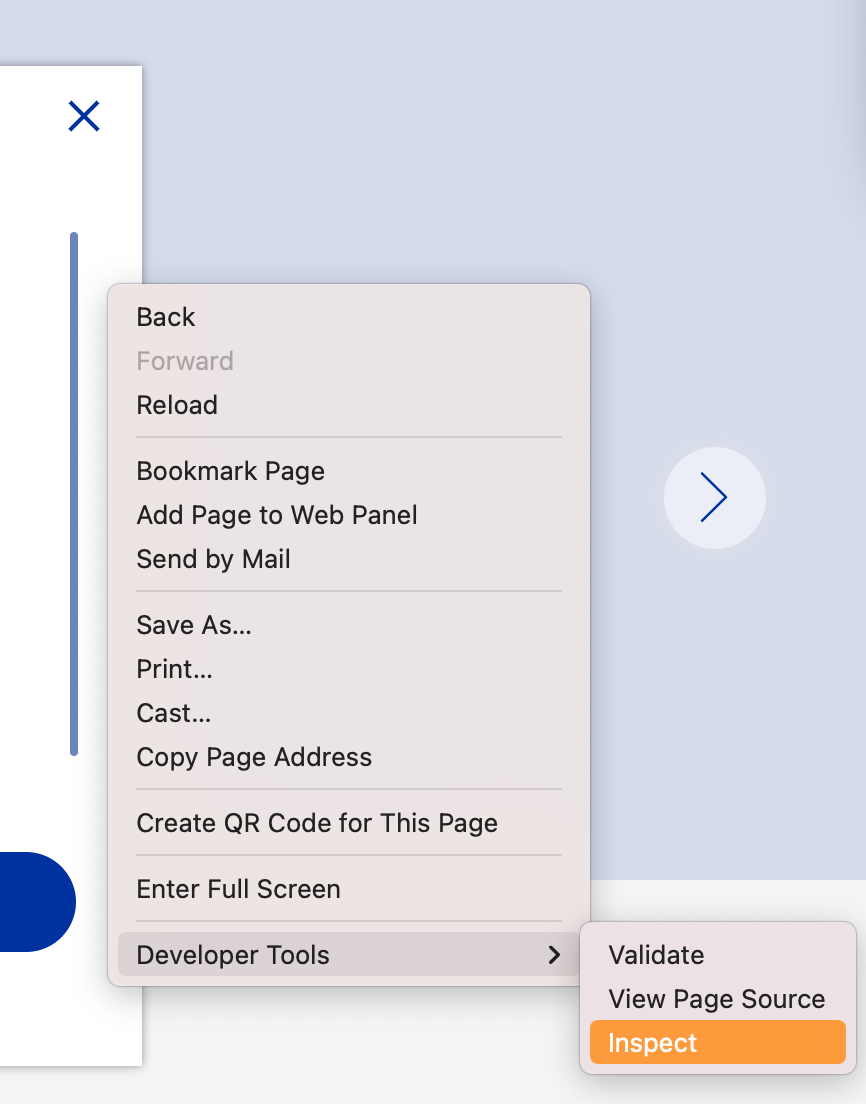 Back
Forward
Reload
Bookmark Page
Add Page to Web Panel
Send by Mail
Save As...
Print...
Cast...
Copy Page Address
Create QR Code for This Page
Enter Full Screen
Developer Tools
Validate
View Page Source
Inspect